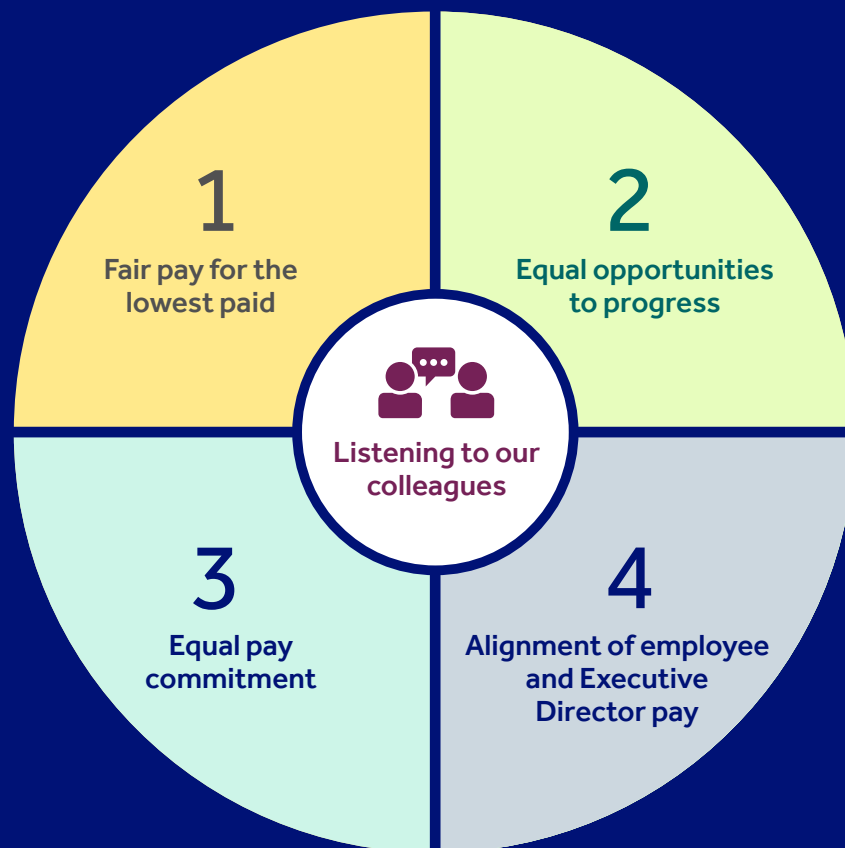 1
Fair pay for the
lowest paid
2
Equal opportunities
to progress
Listening to our
colleagues
3
Equal pay
commitment
4
Alignment of employee
and Executive
Director pay